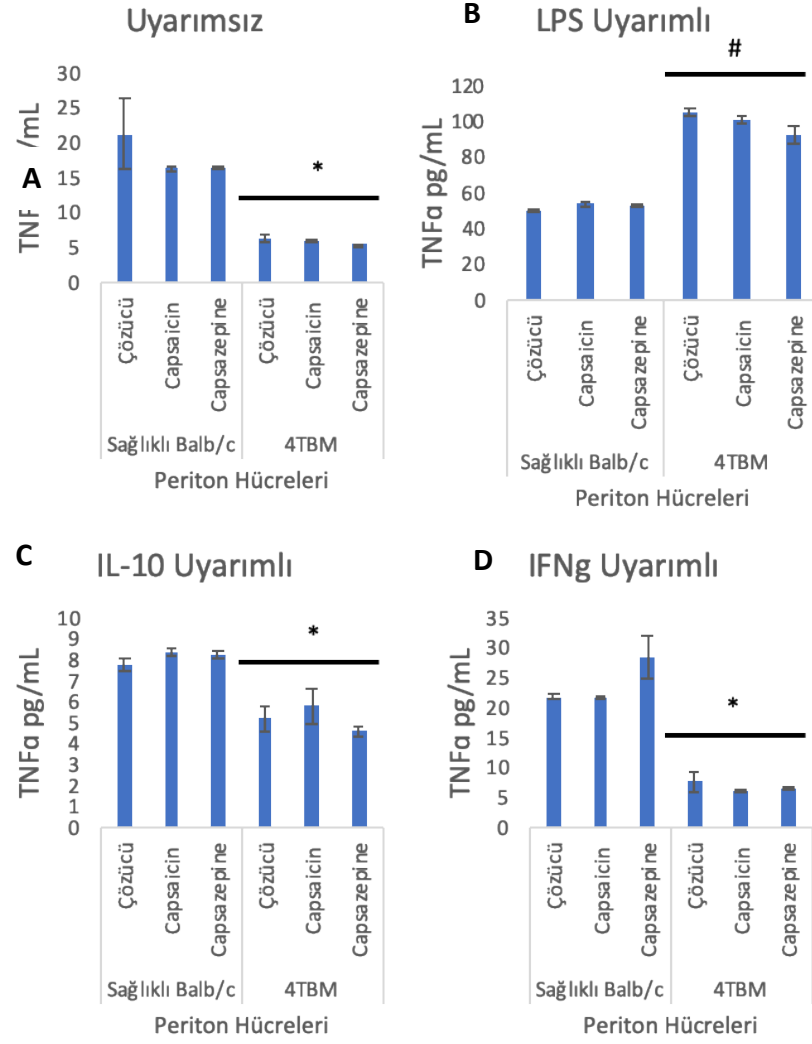 Uyarımsız
30
25
20
15
10
5
0
/mL
A
TNF
*
Çözücü
Capsaicin
Capsazepine
Çözücü
Capsaicin
Capsazepine
Sağlıklı Balb/c
4TBM
Periton Hücreleri
B
LPS Uyarımlı
#
120
100
80
60
40
20
0
TNFα pg/mL
Çözücü
Capsaicin
Capsazepine
Çözücü
Capsaicin
Capsazepine
Sağlıklı Balb/c
4TBM
Periton Hücreleri
C
IL-10 Uyarımlı
10
9
8
7
6
5
4
3
2
1
0
TNFα pg/mL
*
Çözücü
Capsaicin
Capsazepine
Çözücü
Capsaicin
Capsazepine
Sağlıklı Balb/c
4TBM
Periton Hücreleri
D
IFNg Uyarımlı
35
30
25
20
15
10
5
0
TNFα pg/mL
*
Çözücü
Capsaicin
Capsazepine
Çözücü
Capsaicin
Capsazepine
Sağlıklı Balb/c
4TBM
Periton Hücreleri